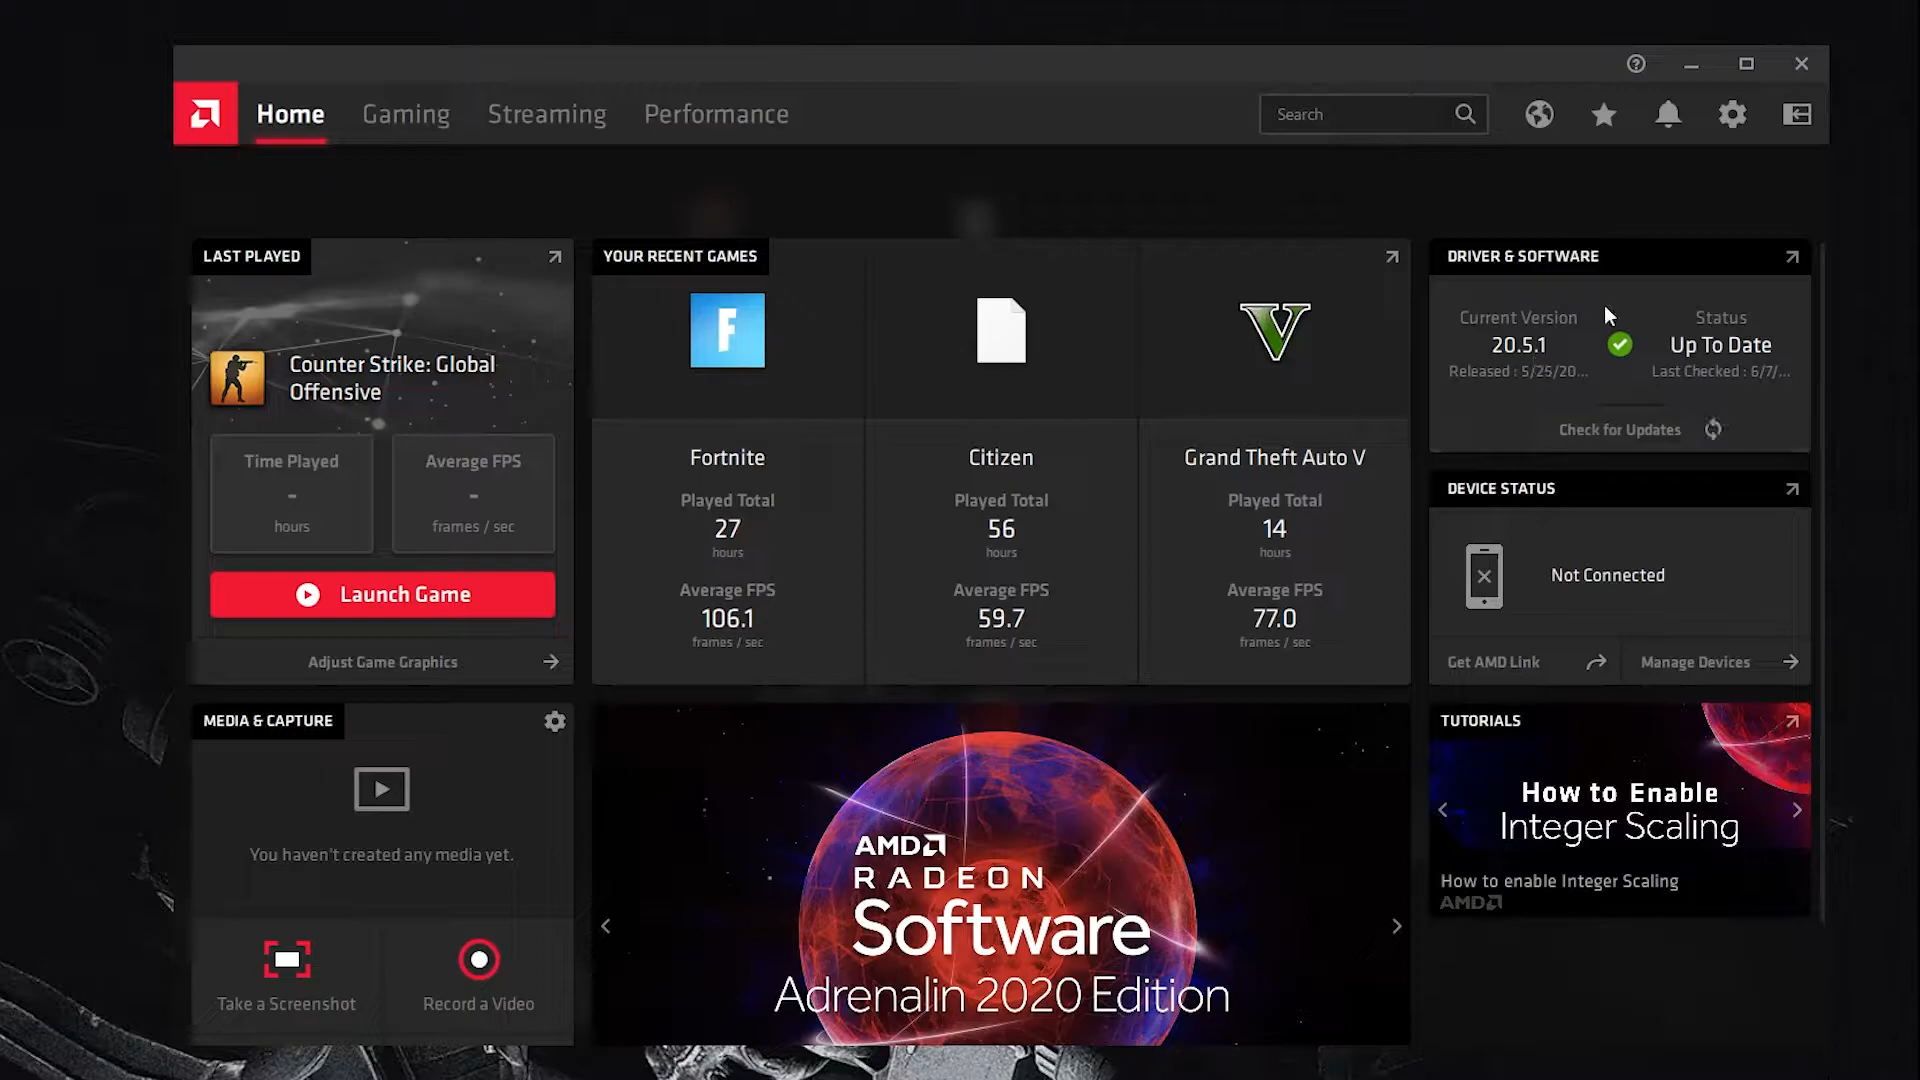 Home
Gaming
Streaming
Performance
Search
LAST PLAYED
Counter Strike: Global
Offensive
Time Played
-
hours
Average FPS
-
frames / sec
Launch Game
Adjust Game Graphics
YOUR RECENT GAMES
F
V
Fortnite
Played Total
27
hours
Average FPS
106.1
frames / sec
Citizen
Played Total
56
hours
Average FPS
59.7
frames / sec
Grand Theft Auto V
Played Total
14
hours
Average FPS
77.0
frames / sec
DRIVER & SOFTWARE
Current Version
20.5.1
Released : 5/25/20...
Status
Up To Date
Last Checked : 6/7/...
Check for Updates
DEVICE STATUS
Not Connected
Get AMD Link
Manage Devices
MEDIA & CAPTURE
You haven't created any media yet.
Take a Screenshot
Record a Video
AMD
RADEON
Software
Adrenalin 2020 Edition
TUTORIALS
How to Enable
Integer Scaling
How to enable Integer Scaling
AMD